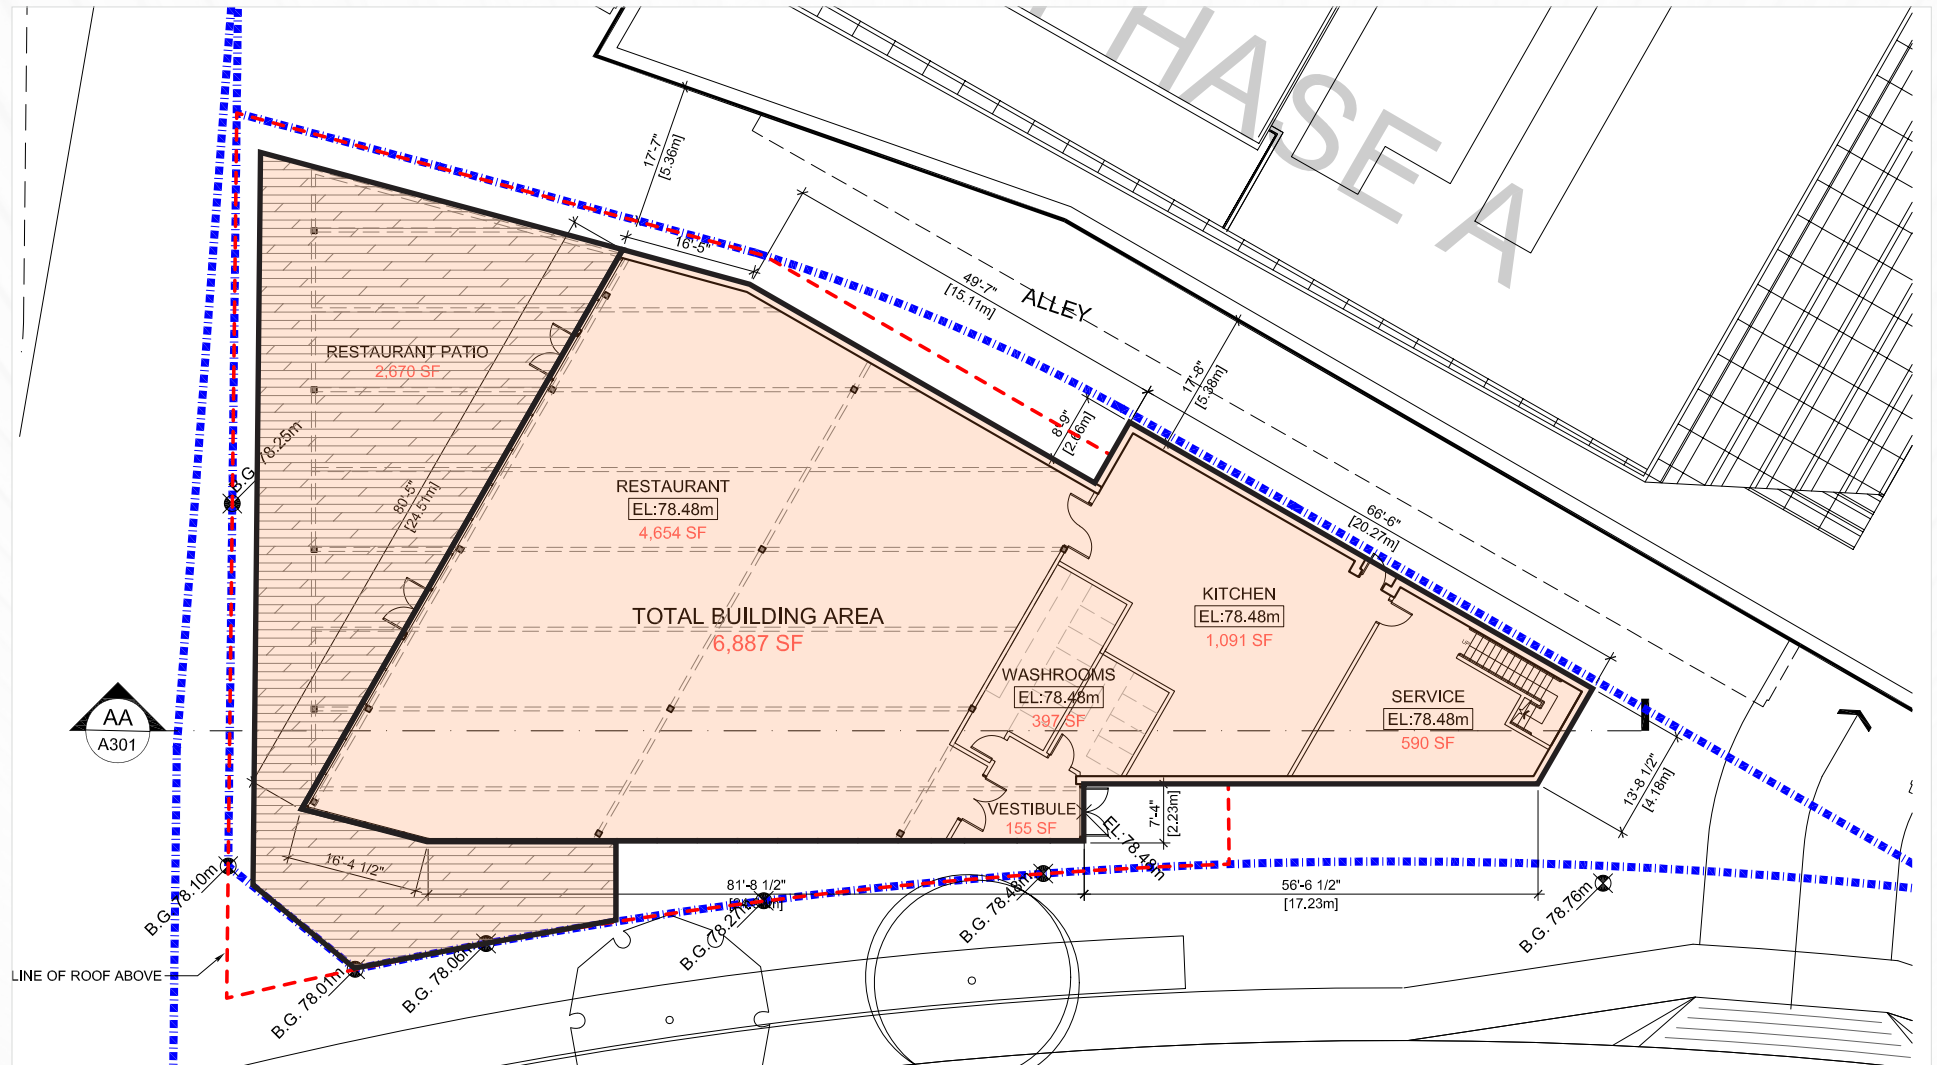 HASE A
17'-7"
[5.36m]
16'-5"
49'-7"
[15.11m]
ALLEY
17'-8"
[5.38m]
8'-9"
[2.66m]
RESTAURANT PATIO
2,670 SF
B.G. 78.25m
80'-5"
[24.51m]
RESTAURANT
EL:78.48m
4,654 SF
66'-6"
[20.27m]
TOTAL BUILDING AREA
6,887 SF
KITCHEN
EL:78.48m
1,091 SF
WASHROOMS
EL:78.48m
397 SF
SERVICE
EL:78.48m
590 SF
AA
A301
13'-8 1/2"
[4.18m]
VESTIBULE
155 SF
7'-4"
[2.23m]
EL:78.48m
16'-4 1/2"
81'-8 1/2"
56'-6 1/2"
[17.23m]
B.G. 78.10m
B.G. 78.27m
B.G. 78.48m
B.G. 78.76m
LINE OF ROOF ABOVE
B.G. 78.01m
B.G. 78.06m